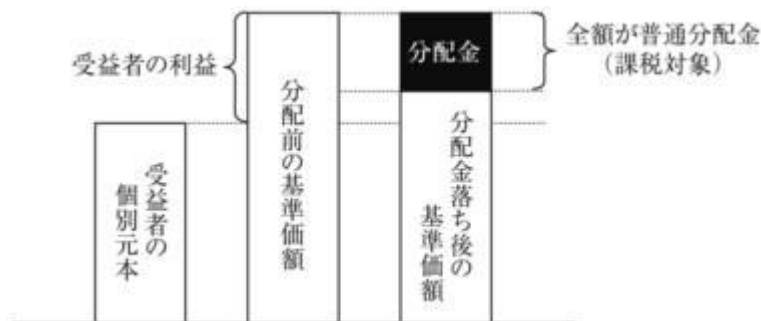 受益者の利益
分配金
全額が普通分配金
（課税対象）
受益者の
個別元本
分配前の基準価額
分配金落ち後の
基準価額